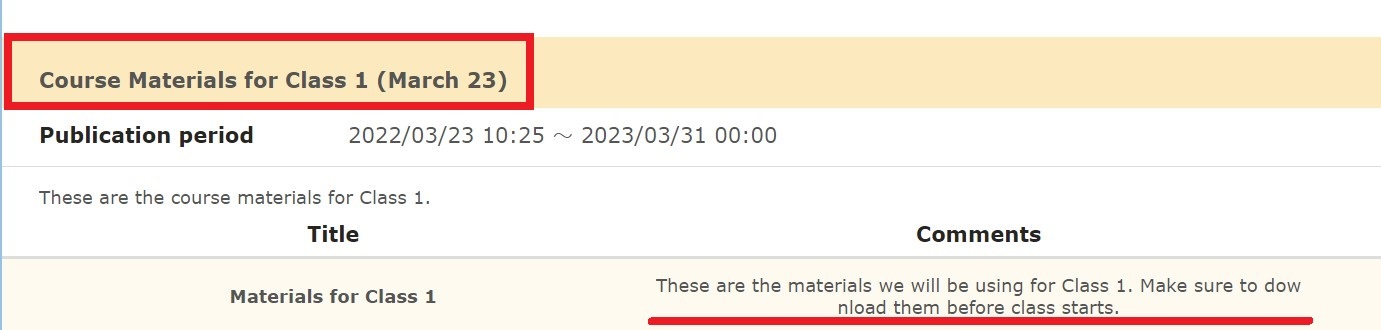 Course Materials for Class 1 (March 23)
Publication period 2022/03/23 10:25 ～ 2023/03/31 00:00
These are the course materials for Class 1.
Title Comments
Materials for Class 1
These are the materials we will be using for Class 1. Make sure to dow
nload them before class starts.